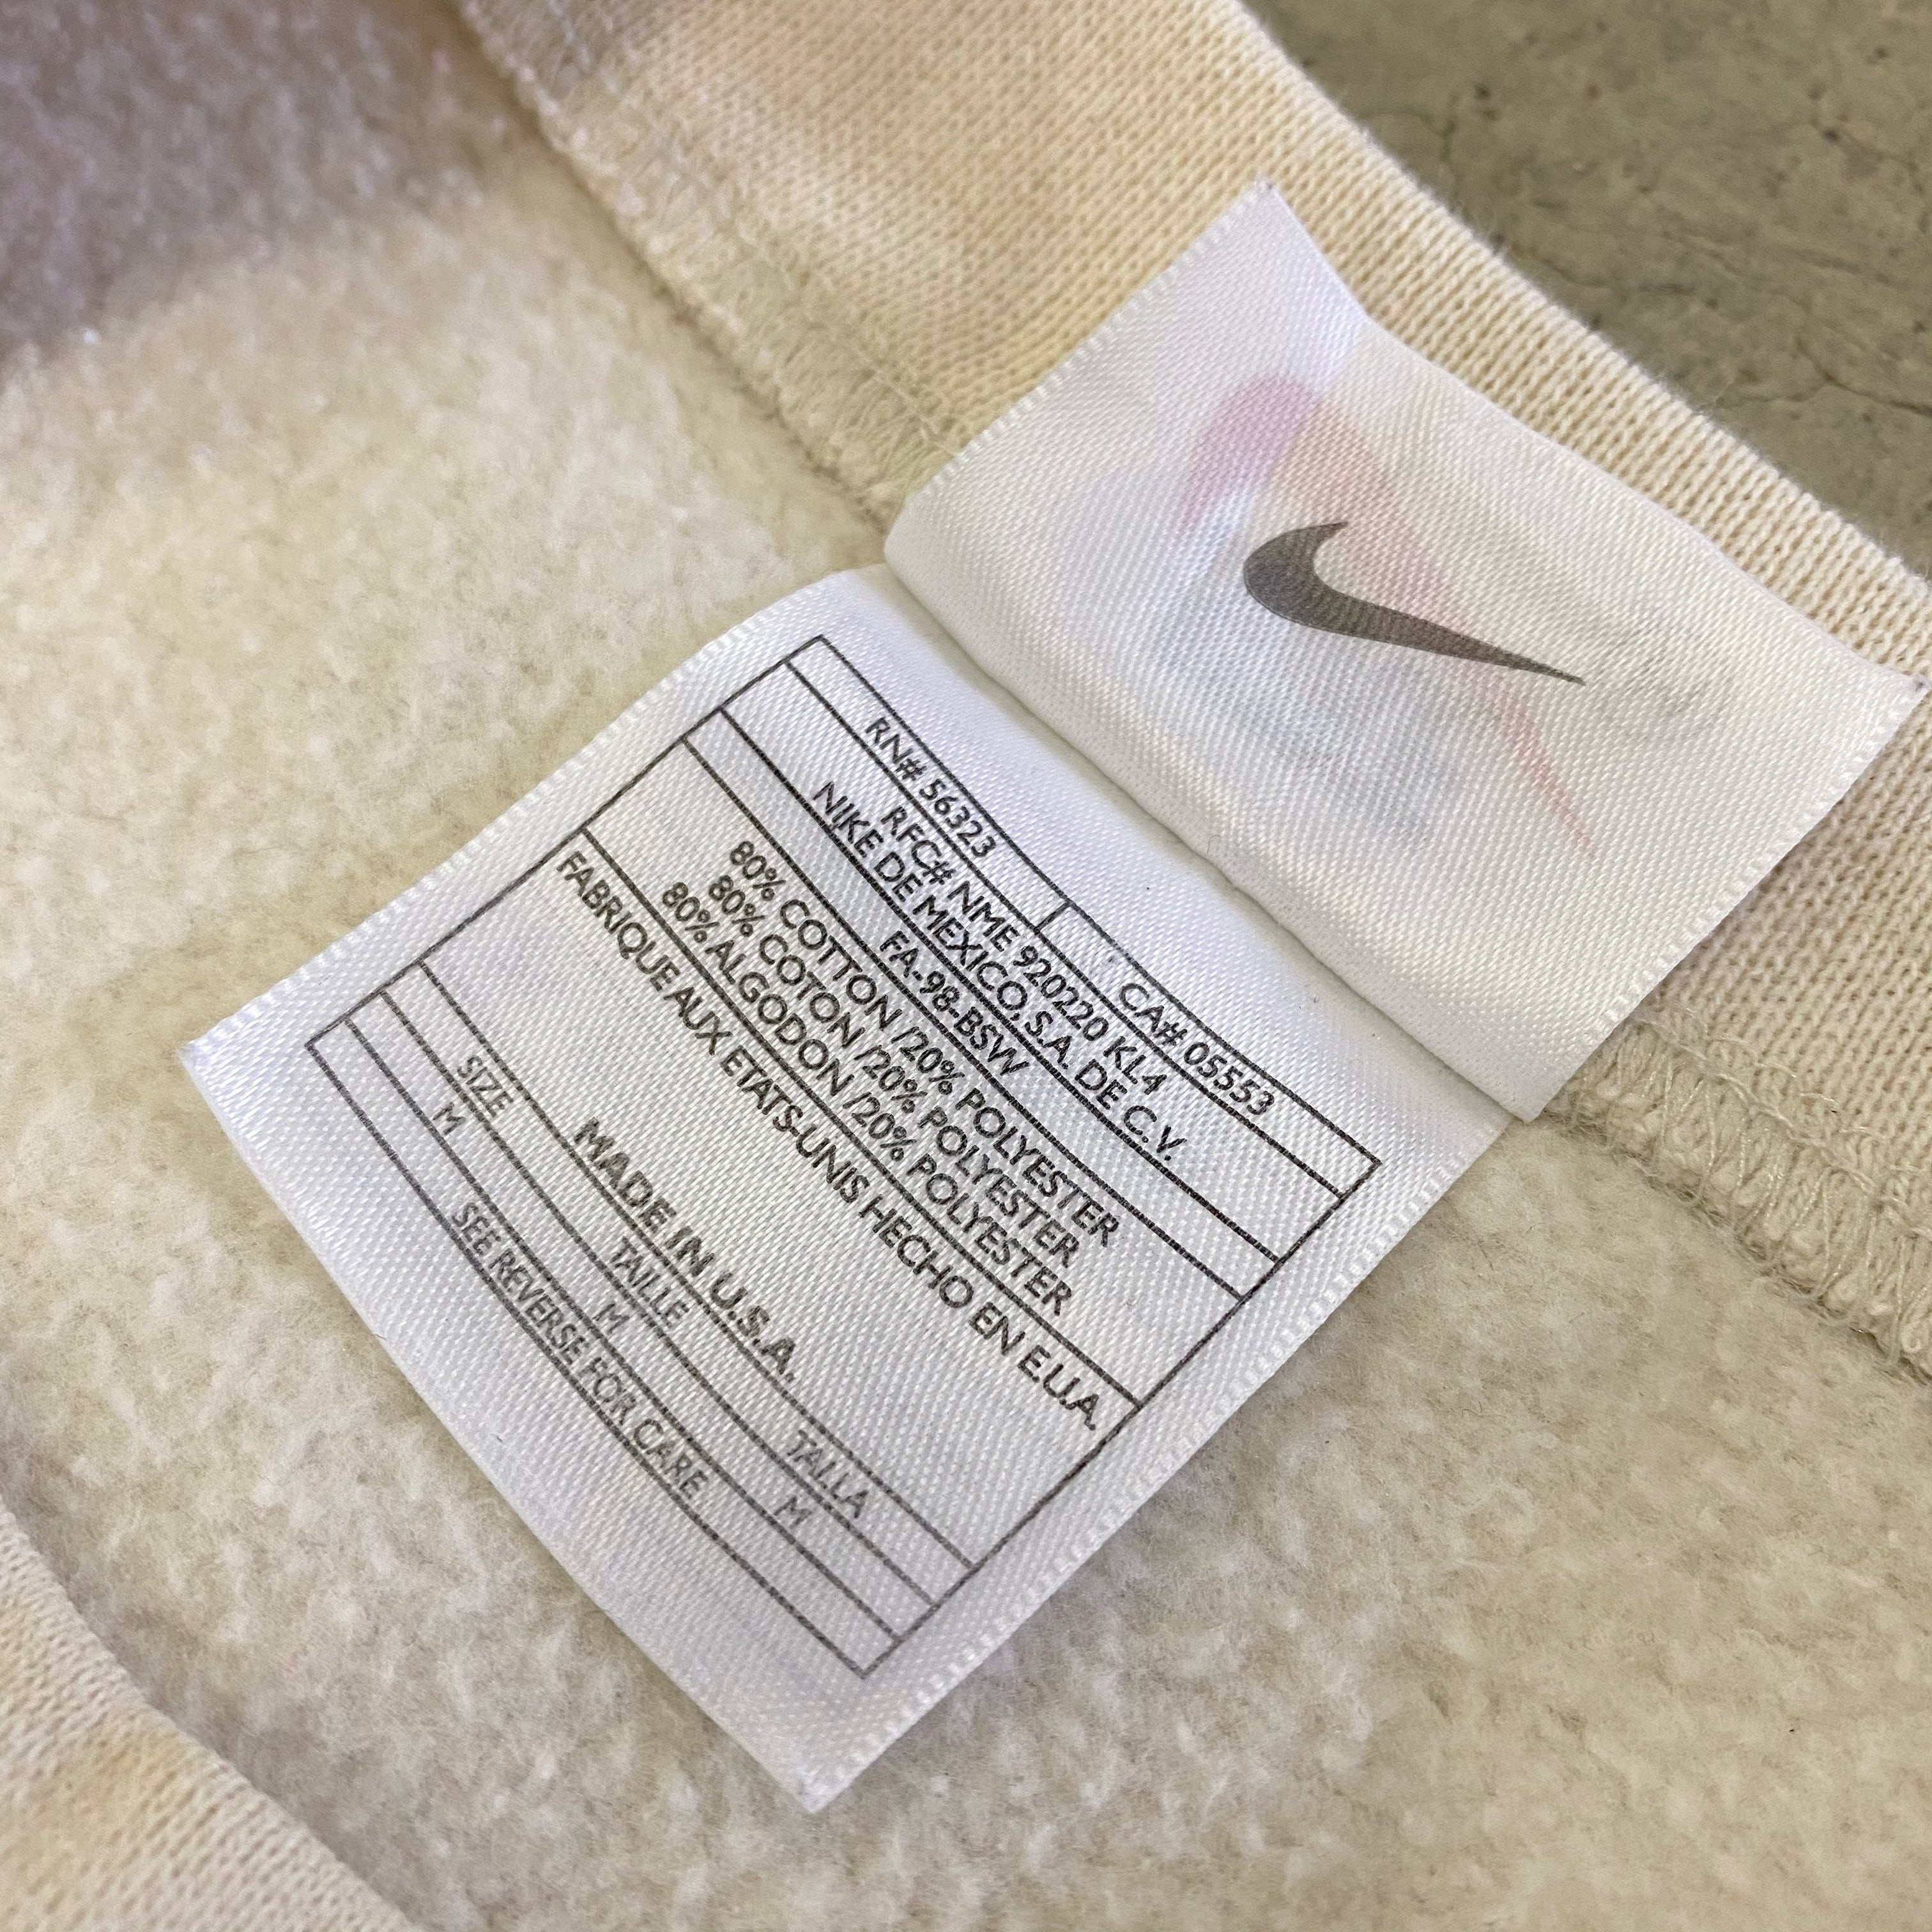 RN# 56323 CA# 05553
RFC# NME 920220 KL4
NIKE DE MEXICO, S.A. DE C.V.
FA-98-BSW
80% COTTON /20% POLYESTER
80% COTON /20% POLYESTER
80% ALGODON /20% POLYESTER
FABRIQUE AUX ETATS-UNIS HECHO EN E.U.A.
MADE IN U.S.A.
SIZE TAILLE TALLA
M M M
SEE REVERSE FOR CARE